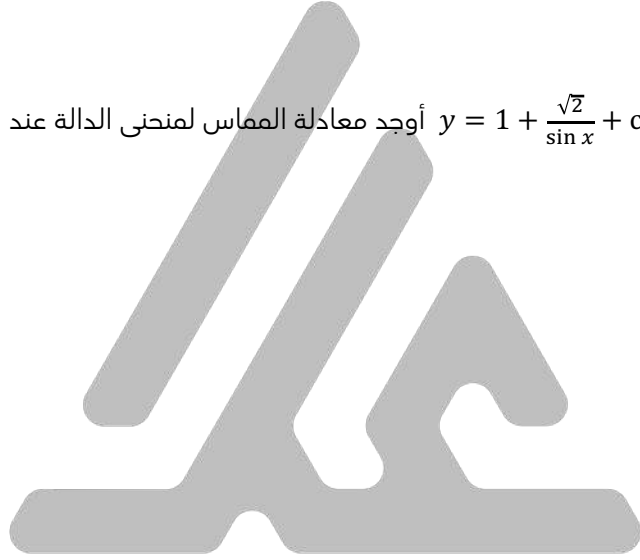 أوجد معادلة المماس لمنحنى الدالة عند y = 1 + \frac{\sqrt{2}}{\sin x} +